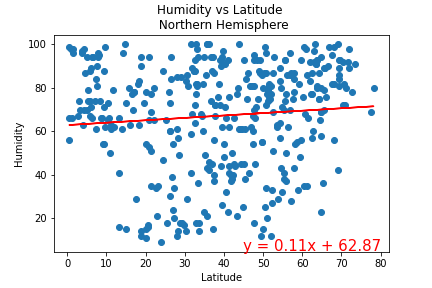 Humidity vs Latitude
Northern Hemisphere
100
80
60
40
20
Humidity
0
10
20
30
40
50
60
70
80
Latitude
y = 0.11x + 62.87